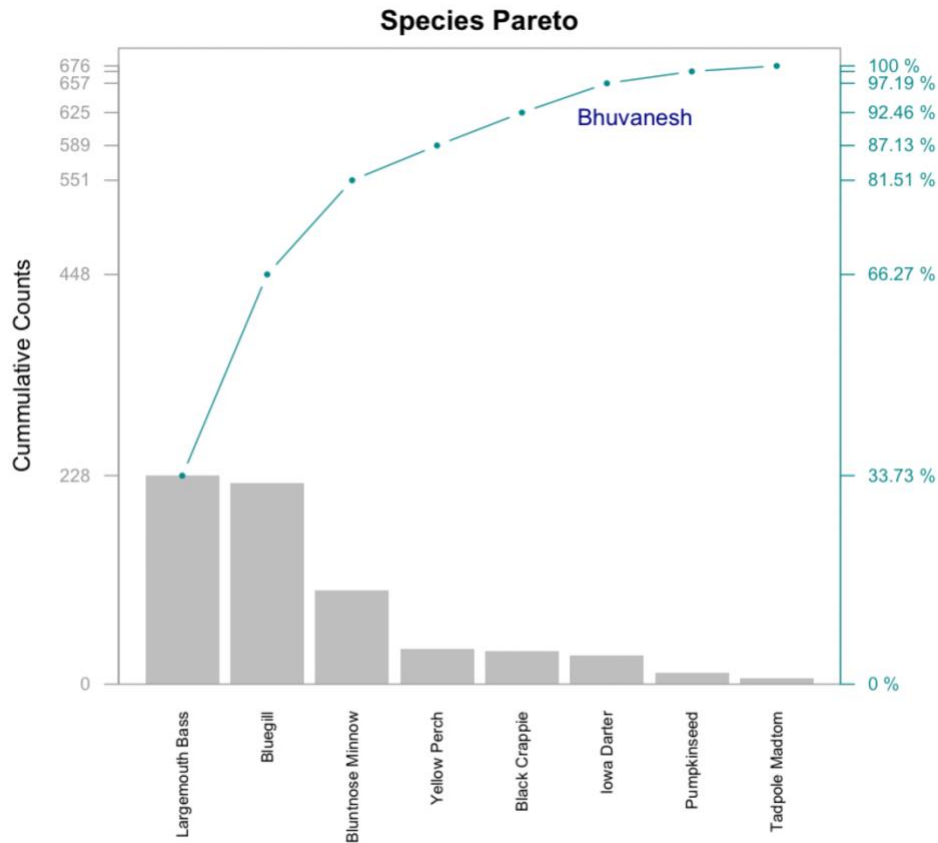 Species Pareto
676
657
625
589
551
448
228
0
Cummulative Counts
100 %
97.19 %
92.46 %
87.13 %
81.51 %
66.27 %
33.73 %
0 %
Bhuvanesh
Largemouth Bass
Bluegill
Bluntnose Minnow
Yellow Perch
Black Crappie
Iowa Darter
Pumpkinseed
Tadpole Madtom